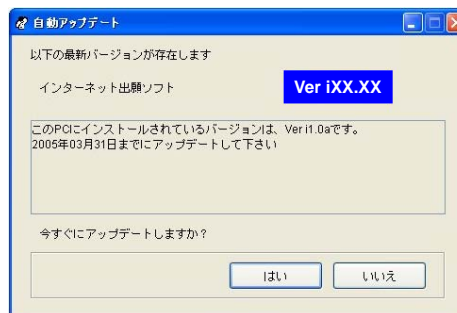 自動アップデート
以下の最新バージョンが存在します
インターネット出願ソフト
Ver iXX.XX
このPCにインストールされているバージョンは、Ver i1.0aです。
2005年03月31日までにアップデートして下さい
今すぐにアップデートしますか？
はい
いいえ